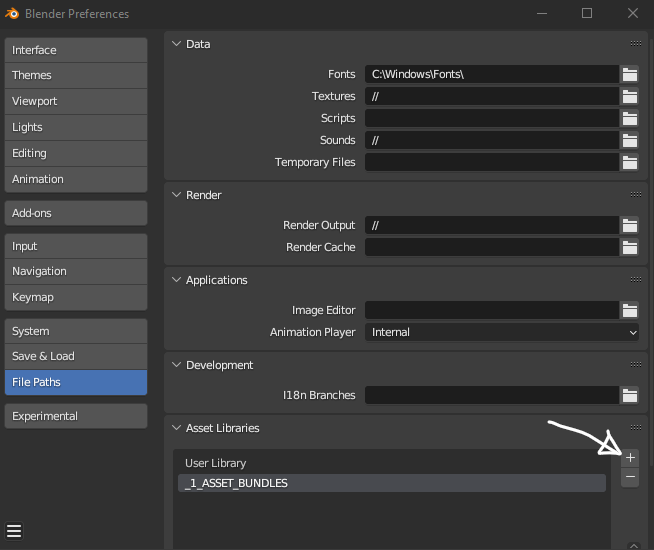 Blender Preferences
Interface
Themes
Viewport
Lights
Editing
Animation
Add-ons
Input
Navigation
Keymap
System
Save & Load
File Paths
Experimental
Data
Fonts C:\Windows\Fonts\
Textures //
Scripts
Sounds //
Temporary Files
Render
Render Output //
Render Cache
Applications
Image Editor
Animation Player Internal
Development
I18n Branches
Asset Libraries
User Library
_1_ASSET_BUNDLES